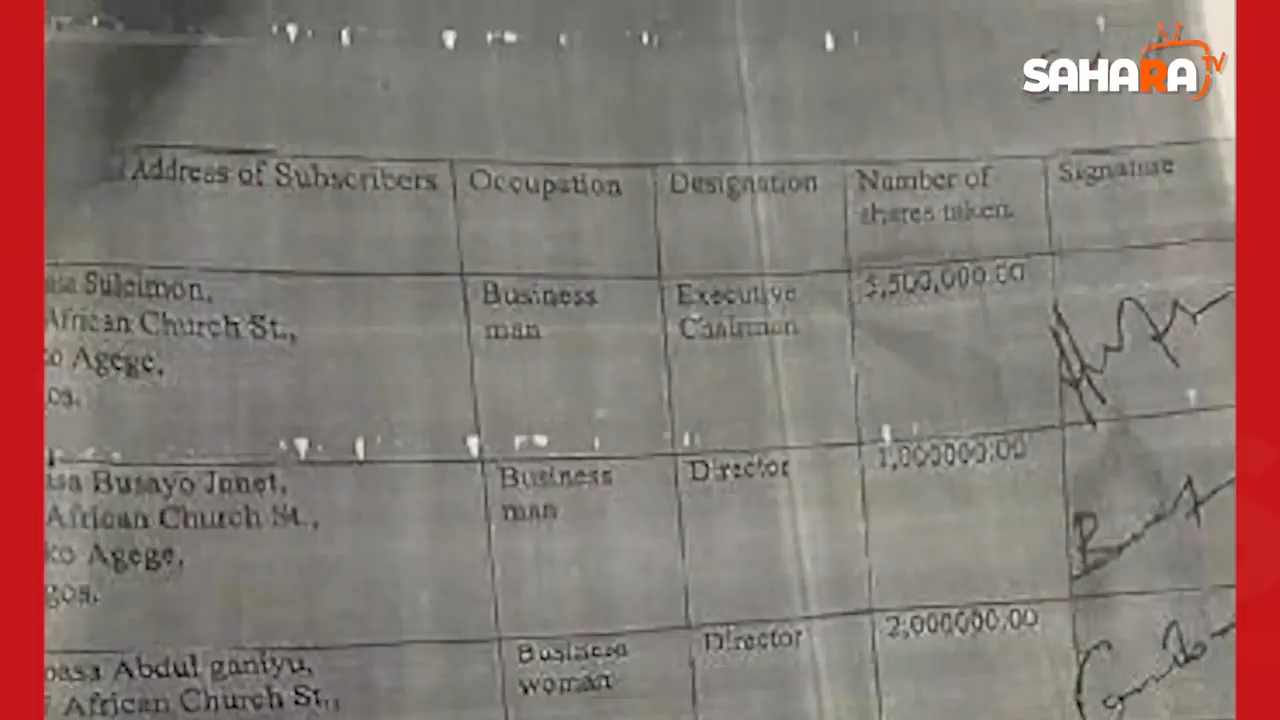 SAHARA TV
Address of Subscribers
Occupation
Designation
Number of
shares taken.
Signature
Suleimon,
African Church St.,
Agege,
Business
man
Executive
Chairman
,500,000.00
Busayo Janet,
African Church St.,
Agege,
Business
man
Director
1,000000:00
Abdul ganiyu,
African Church St.,
Business
woman
Director
2,000000.00